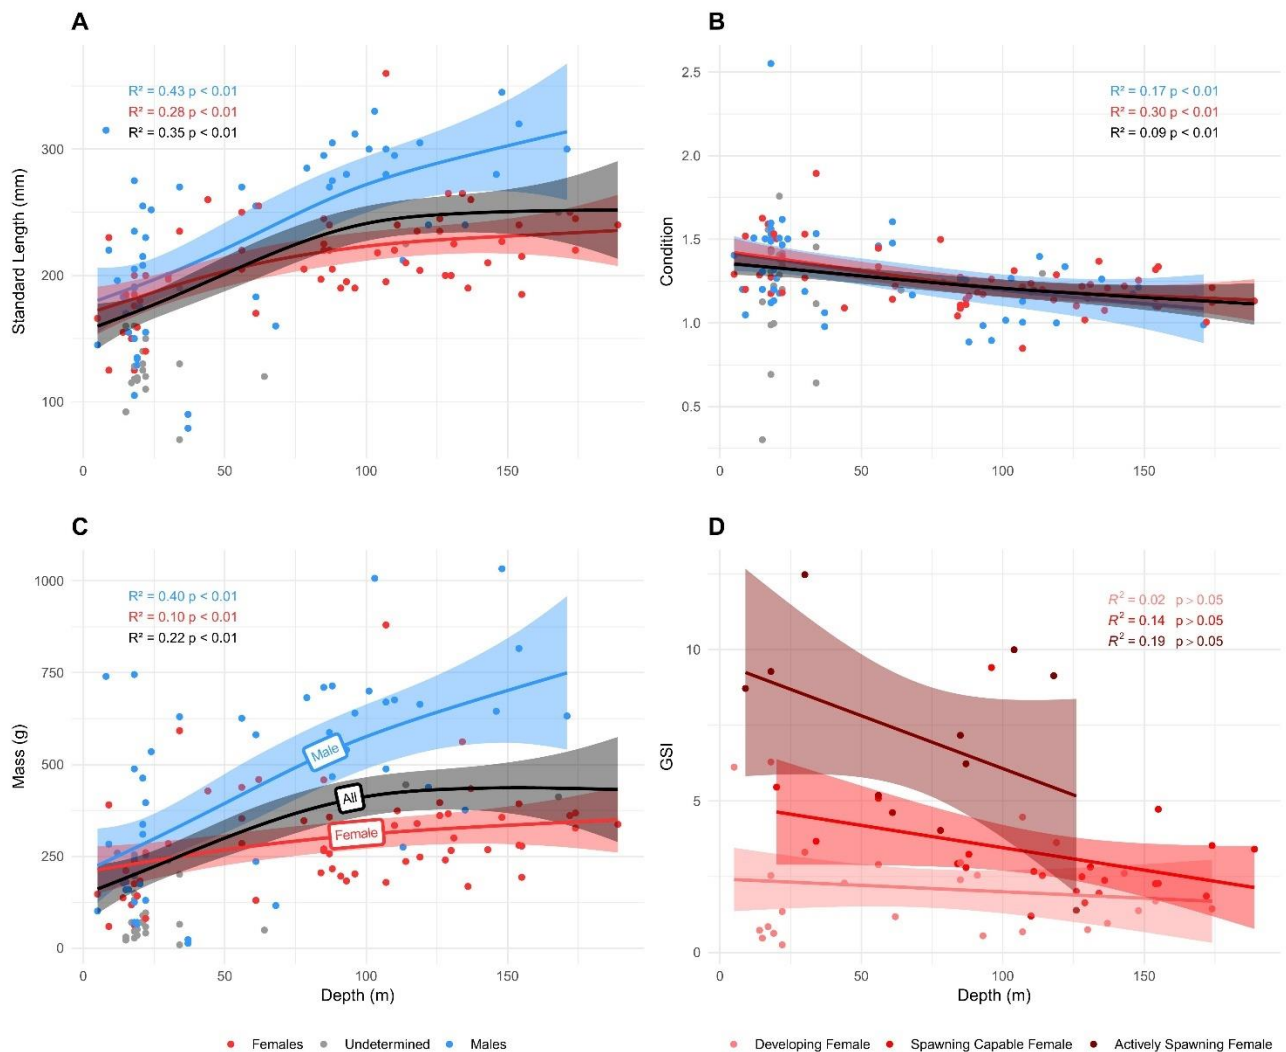 A
R² = 0.43 p < 0.01
R² = 0.28 p < 0.01
R² = 0.35 p < 0.01
Standard Length (mm)
300
200
100
0 50 100 150
B
R² = 0.17 p < 0.01
R² = 0.30 p < 0.01
R² = 0.09 p < 0.01
Condition
2.5
2.0
1.5
1.0
0.5
0 50 100 150
C
R² = 0.40 p < 0.01
R² = 0.10 p < 0.01
R² = 0.22 p < 0.01
Mass (g)
1000
750
500
250
0
Male
All
Female
0 50 100 150
Depth (m)
Females Undetermined Males
D
R² = 0.02 p > 0.05
R² = 0.14 p > 0.05
R² = 0.19 p > 0.05
GSI
10
5
0
0 50 100 150
Depth (m)
Developing Female Spawning Capable Female Actively Spawning Female